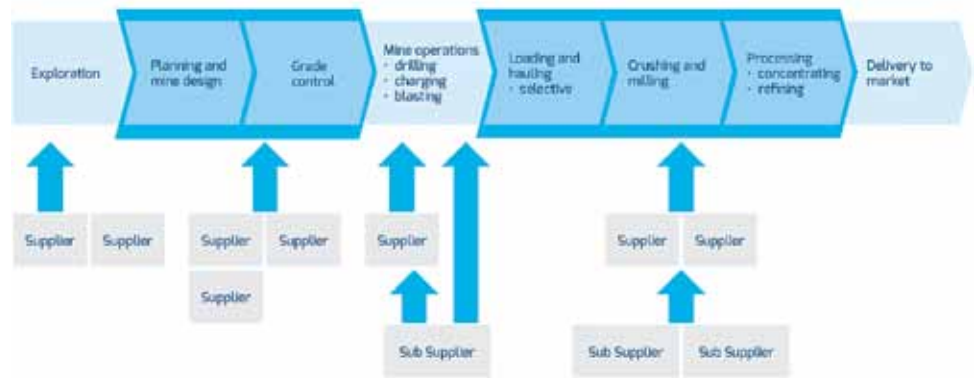 Exploration
Planning and
mine design
Grade
control
Mine operations
· drilling
· charging
· blasting
Loading and
hauling
· selective
Crushing and
milling
Processing
· concentrating
· refining
Delivery to
market
Supplier
Supplier
Supplier
Supplier
Supplier
Supplier
Supplier
Supplier
Sub Supplier
Sub Supplier
Sub Supplier